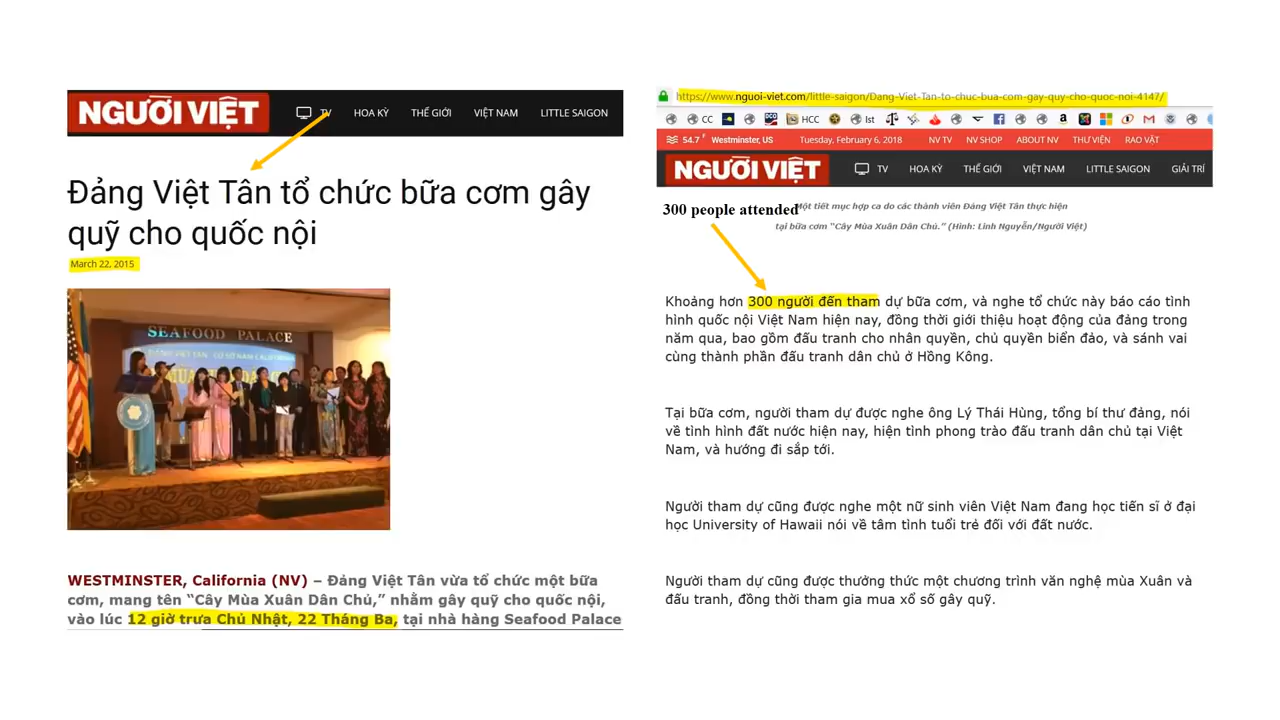 NGƯỜI VIỆT
TV HOA KỲ THẾ GIỚI VIỆT NAM LITTLE SAIGON
Đảng Việt Tân tổ chức bữa cơm gây
quỹ cho quốc nội
March 22, 2015
SEAFOOD PALACE
WESTMINSTER, California (NV) – Đảng Việt Tân vừa tổ chức một bữa
cơm, mang tên “Cây Mùa Xuân Dân Chủ,” nhằm gây quỹ cho quốc nội,
vào lúc 12 giờ trưa Chủ Nhật, 22 Tháng Ba, tại nhà hàng Seafood Palace
https://www.nguoi-viet.com/little-saigon/Dang-Viet-Tan-to-chuc-bua-com-gay-quy-cho-quoc-noi-4147/
CC HCC Ist
54.7 F Westminster, US Tuesday, February 6, 2018 NV TV NV SHOP ABOUT NV THƯ VIỆN RAO VẶT
NGƯỜI VIỆT TV HOA KỲ THẾ GIỚI VIỆT NAM LITTLE SAIGON GIẢI TRÍ
300 people attended
Một tiết mục hợp ca do các thành viên Đảng Việt Tân thực hiện
tại bữa cơm “Cây Mùa Xuân Dân Chủ.” (Hình: Linh Nguyễn/Người Việt)
Khoảng hơn 300 người đến tham dự bữa cơm, và nghe tổ chức này báo cáo tình
hình quốc nội Việt Nam hiện nay, đồng thời giới thiệu hoạt động của đảng trong
năm qua, bao gồm đấu tranh cho nhân quyền, chủ quyền biển đảo, và sánh vai
cùng thành phần đấu tranh dân chủ ở Hồng Kông.
Tại bữa cơm, người tham dự được nghe ông Lý Thái Hùng, tổng bí thư đảng, nói
về tình hình đất nước hiện nay, hiện tình phong trào đấu tranh dân chủ tại Việt
Nam, và hướng đi sắp tới.
Người tham dự cũng được nghe một nữ sinh viên Việt Nam đang học tiến sĩ ở đại
học University of Hawaii nói về tâm tình tuổi trẻ đối với đất nước.
Người tham dự cũng được thưởng thức một chương trình văn nghệ mùa Xuân và
đấu tranh, đồng thời tham gia mua xổ số gây quỹ.